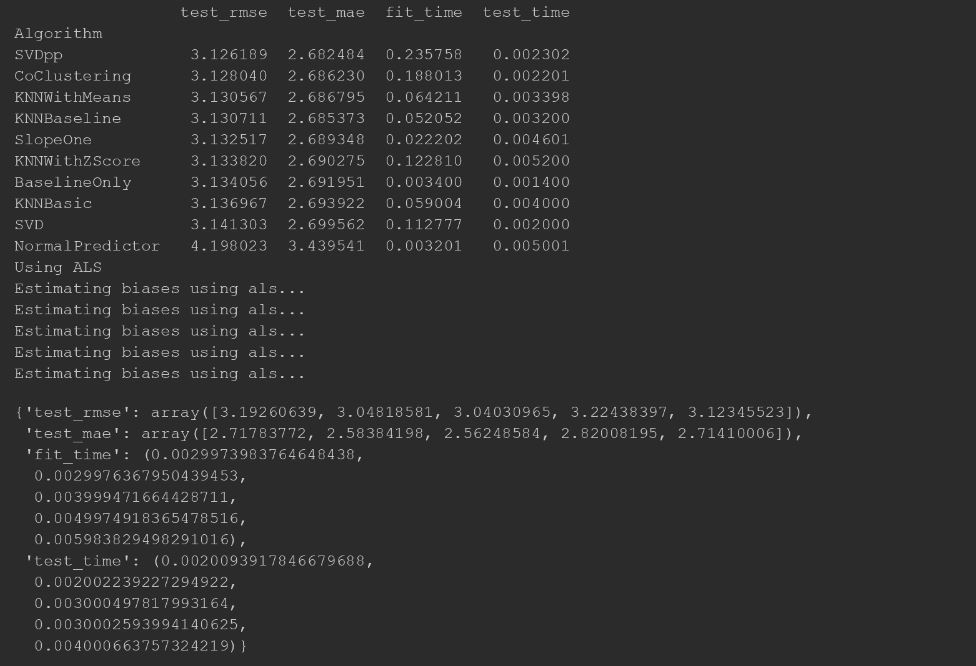 test_rmse test_mae fit_time test_time
Algorithm
SVDpp 3.126189 2.682484 0.235758 0.002302
CoClustering 3.128040 2.686230 0.188013 0.002201
KNNWithMeans 3.130567 2.686795 0.064211 0.003398
KNNBaseline 3.130711 2.685373 0.052052 0.003200
SlopeOne 3.132517 2.689348 0.022202 0.004601
KNNWithZScore 3.133820 2.690275 0.122810 0.005200
BaselineOnly 3.134056 2.691951 0.003400 0.001400
KNNBasic 3.136967 2.693922 0.059004 0.004000
SVD 3.141303 2.699562 0.112777 0.002000
NormalPredictor 4.198023 3.439541 0.003201 0.005001
Using ALS
Estimating biases using als...
Estimating biases using als...
Estimating biases using als...
Estimating biases using als...
Estimating biases using als...
{'test_rmse': array([3.19260639, 3.04818581, 3.04030965, 3.22438397, 3.12345523]),
'test_mae': array([2.71783772, 2.58384198, 2.56248584, 2.82008195, 2.71410006]),
'fit_time': (0.0029973983764648438,
0.0029976367950439453,
0.003999471664428711,
0.0049974918365478516,
0.005983829498291016),
'test_time': (0.0020093917846679688,
0.002002239227294922,
0.003000497817993164,
0.0030002593994140625,
0.004000663757324219)}